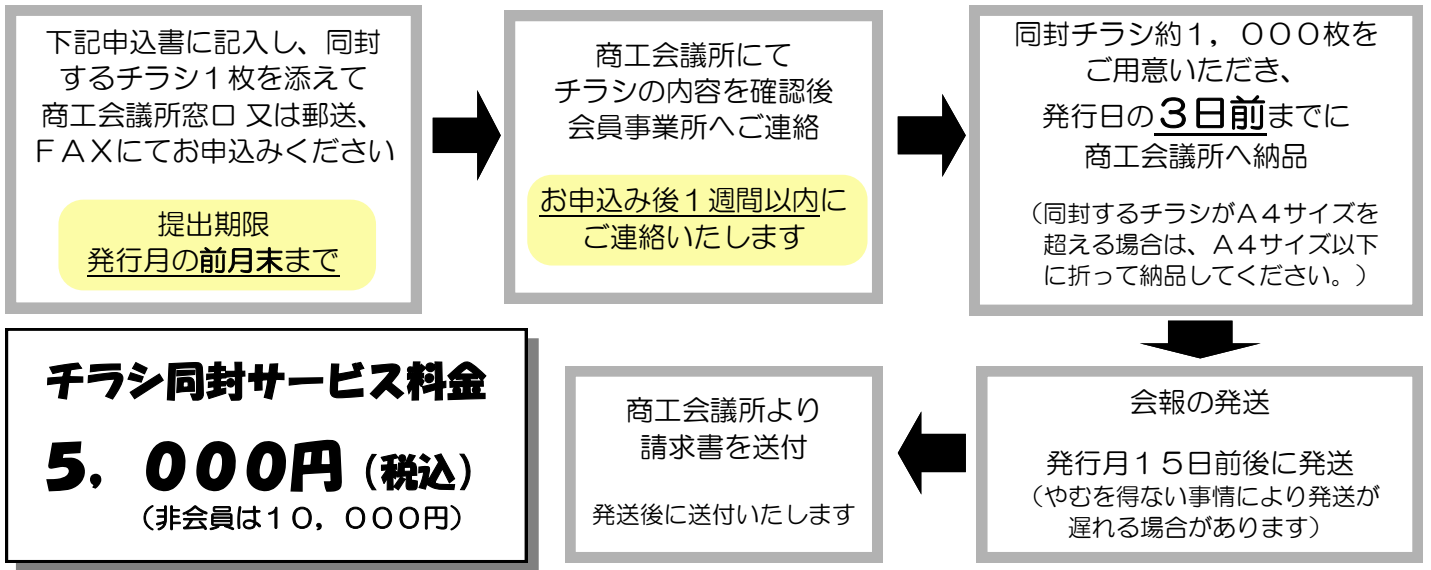 下記申込書に記入し、同封
するチラシ1枚を添えて
商工会議所窓口 又は郵送、
ＦＡＸにてお申込みください
提出期限
発行月の前月末まで
商工会議所にて
チラシの内容を確認後
会員事業所へご連絡
お申込み後１週間以内に
ご連絡いたします
同封チラシ約１，０００枚を
ご用意いただき、
発行日の３日前までに
商工会議所へ納品
（同封するチラシがＡ４サイズを
超える場合は、Ａ４サイズ以下
に折って納品してください。）
会報の発送
発行月１５日前後に発送
（やむを得ない事情により発送が
遅れる場合があります）
商工会議所より
請求書を送付
発送後に送付いたします
チラシ同封サービス料金
５，０００円（税込）
（非会員は１０，０００円）